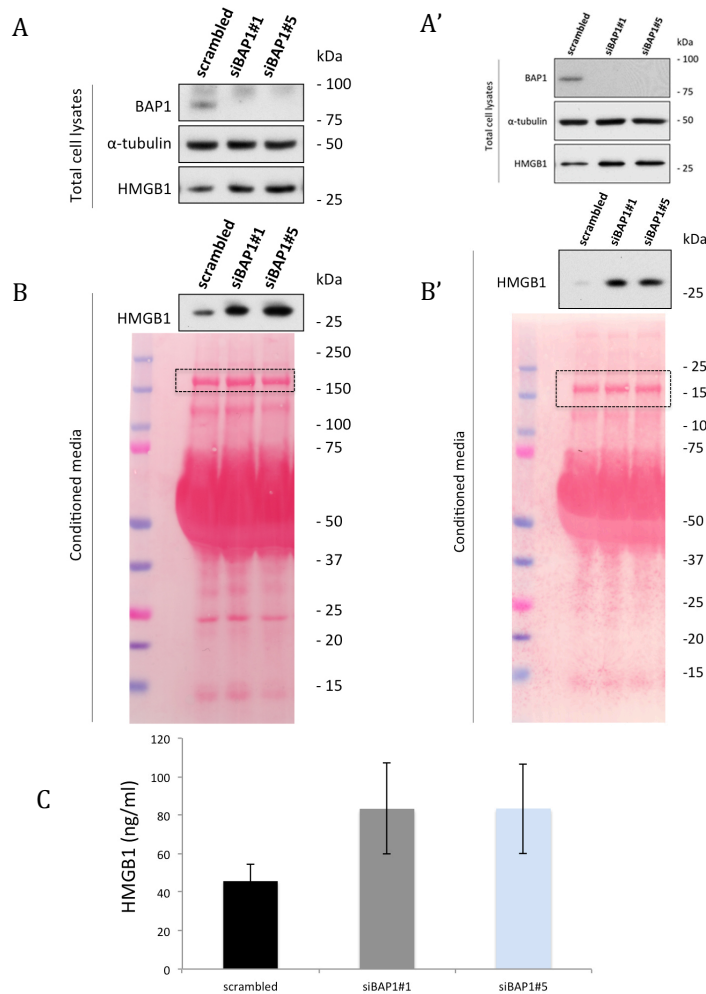 A
scrambled
siBAP1#1
siBAP1#5
kDa
Total cell lysates
BAP1
- 100
- 75
α-tubulin
- 50
HMGB1
- 25
A’
scrambled
siBAP1#1
siBAP1#5
kDa
Total cell lysates
BAP1
- 100
- 75
α-tubulin
- 50
HMGB1
- 25
B
scrambled
siBAP1#1
siBAP1#5
kDa
HMGB1
- 25
Conditioned media
- 250
- 150
- 100
- 75
- 50
- 37
- 25
- 20
- 15
B’
scrambled
siBAP1#1
siBAP1#5
kDa
HMGB1
-25
Conditioned media
- 25
- 15
- 10
-75
-50
-37
-25
-20
-15
C
HMGB1 (ng/ml)
120
100
80
60
40
20
0
scrambled
siBAP1#1
siBAP1#5